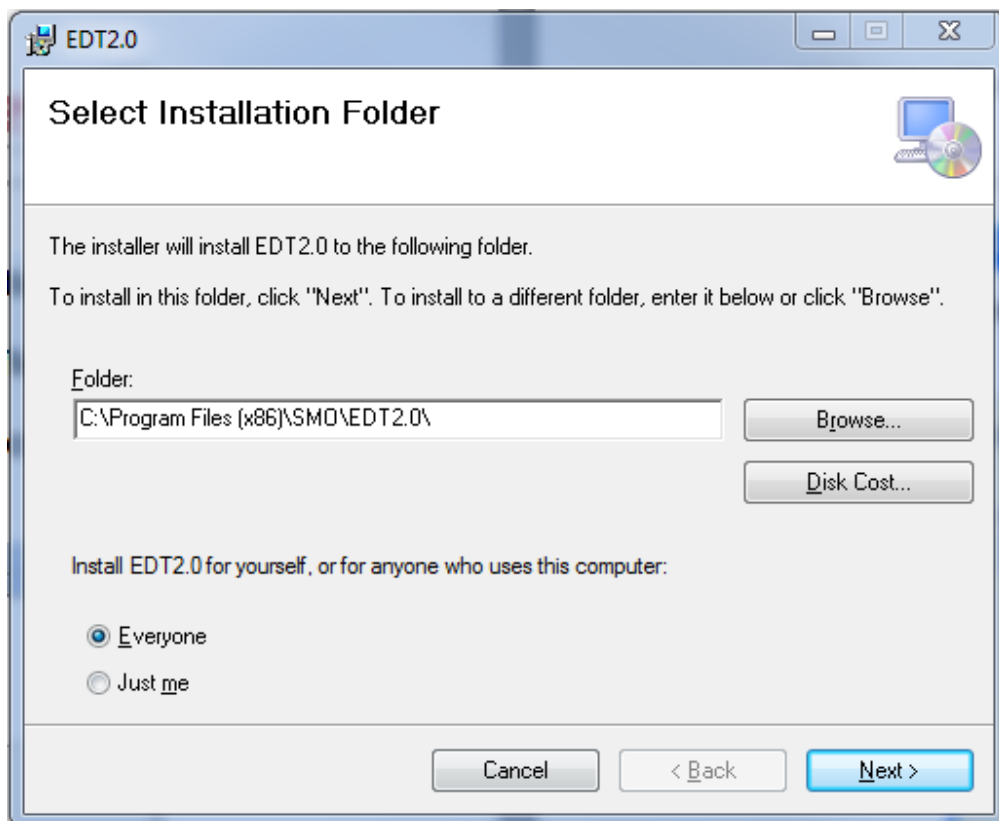 EDT2.0
Select Installation Folder
The installer will install EDT2.0 to the following folder.
To install in this folder, click "Next". To install to a different folder, enter it below or click "Browse".
Folder:
C:\Program Files (x86)\SMO\EDT2.0\
Browse...
Disk Cost...
Install EDT2.0 for yourself, or for anyone who uses this computer:
Everyone
Just me
Cancel
< Back
Next >